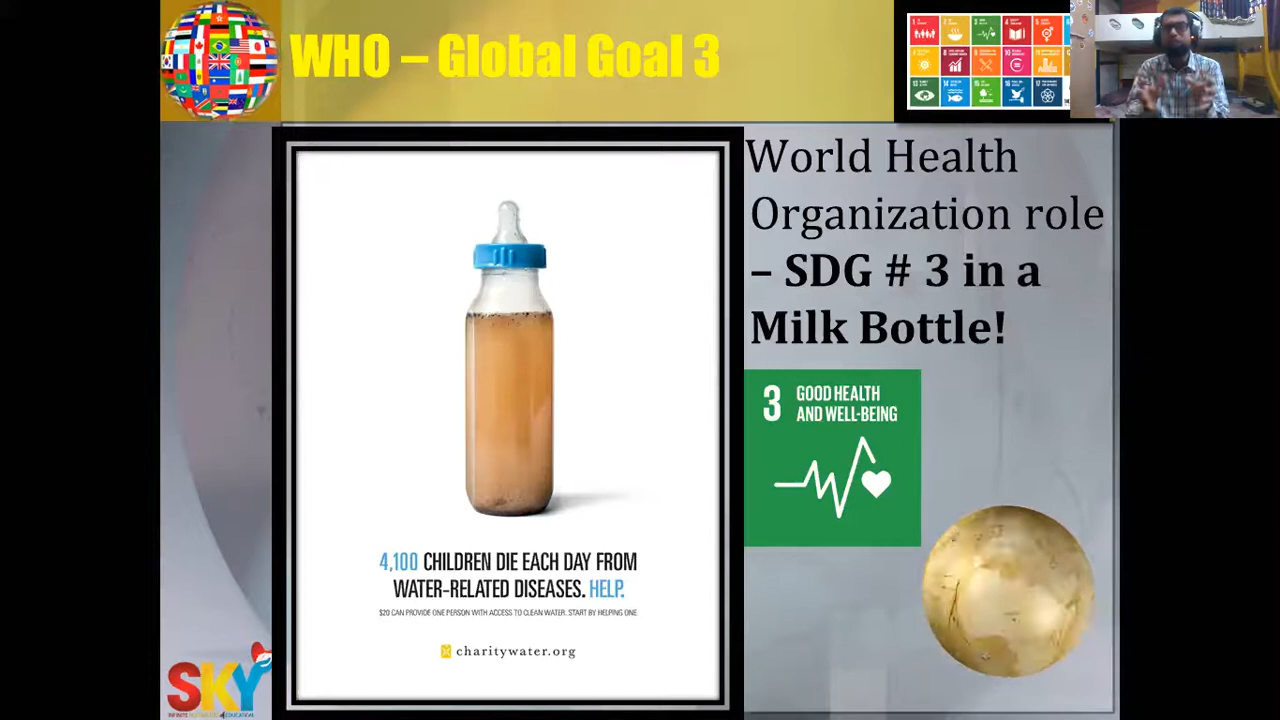 WHO – Global Goal 3
World Health
Organization role
– SDG # 3 in a
Milk Bottle!
3 GOOD HEALTH
AND WELL-BEING
4,100 CHILDREN DIE EACH DAY FROM
WATER-RELATED DISEASES. HELP.
$20 CAN PROVIDE ONE PERSON WITH ACCESS TO CLEAN WATER. START BY HELPING ONE.
charitywater.org
SKY